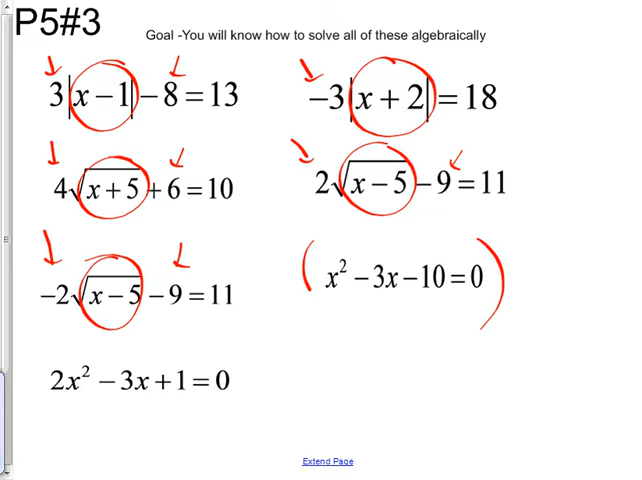 P5#3
Goal -You will know how to solve all of these algebraically
3|x − 1| − 8 = 13
−3|x + 2| = 18
4√(x + 5) + 6 = 10
2√(x − 5) − 9 = 11
−2√(x − 5) − 9 = 11
x² − 3x − 10 = 0
2x² − 3x + 1 = 0
Extend Page